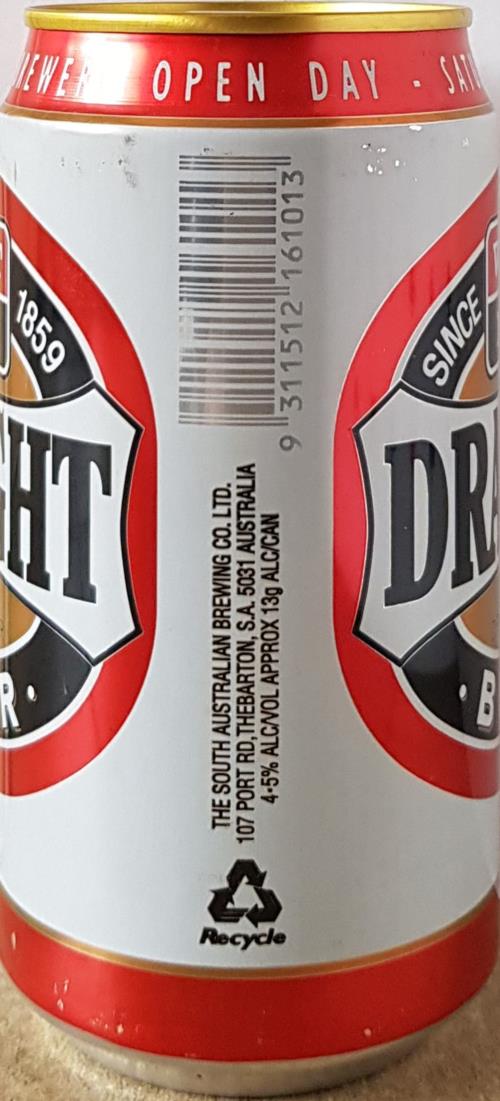 OPEN DAY -
9 311512 161013
1859
SINCE
THE SOUTH AUSTRALIAN BREWING CO. LTD.
107 PORT RD, THEBARTON, S.A. 5031 AUSTRALIA
4·5% ALC/VOL APPROX 13g ALC/CAN
Recycle